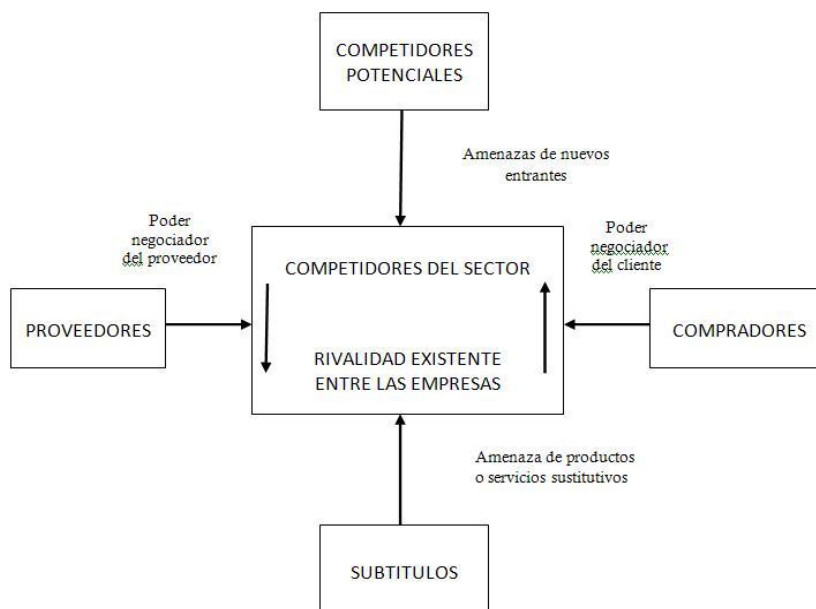 COMPETIDORES
POTENCIALES
Amenazas de nuevos
entrantes
Poder
negociador
del proveedor
Poder
negociador
del cliente
COMPETIDORES DEL SECTOR
PROVEEDORES
COMPRADORES
RIVALIDAD EXISTENTE
ENTRE LAS EMPRESAS
Amenaza de productos
o servicios sustitutivos
SUBTITULOS